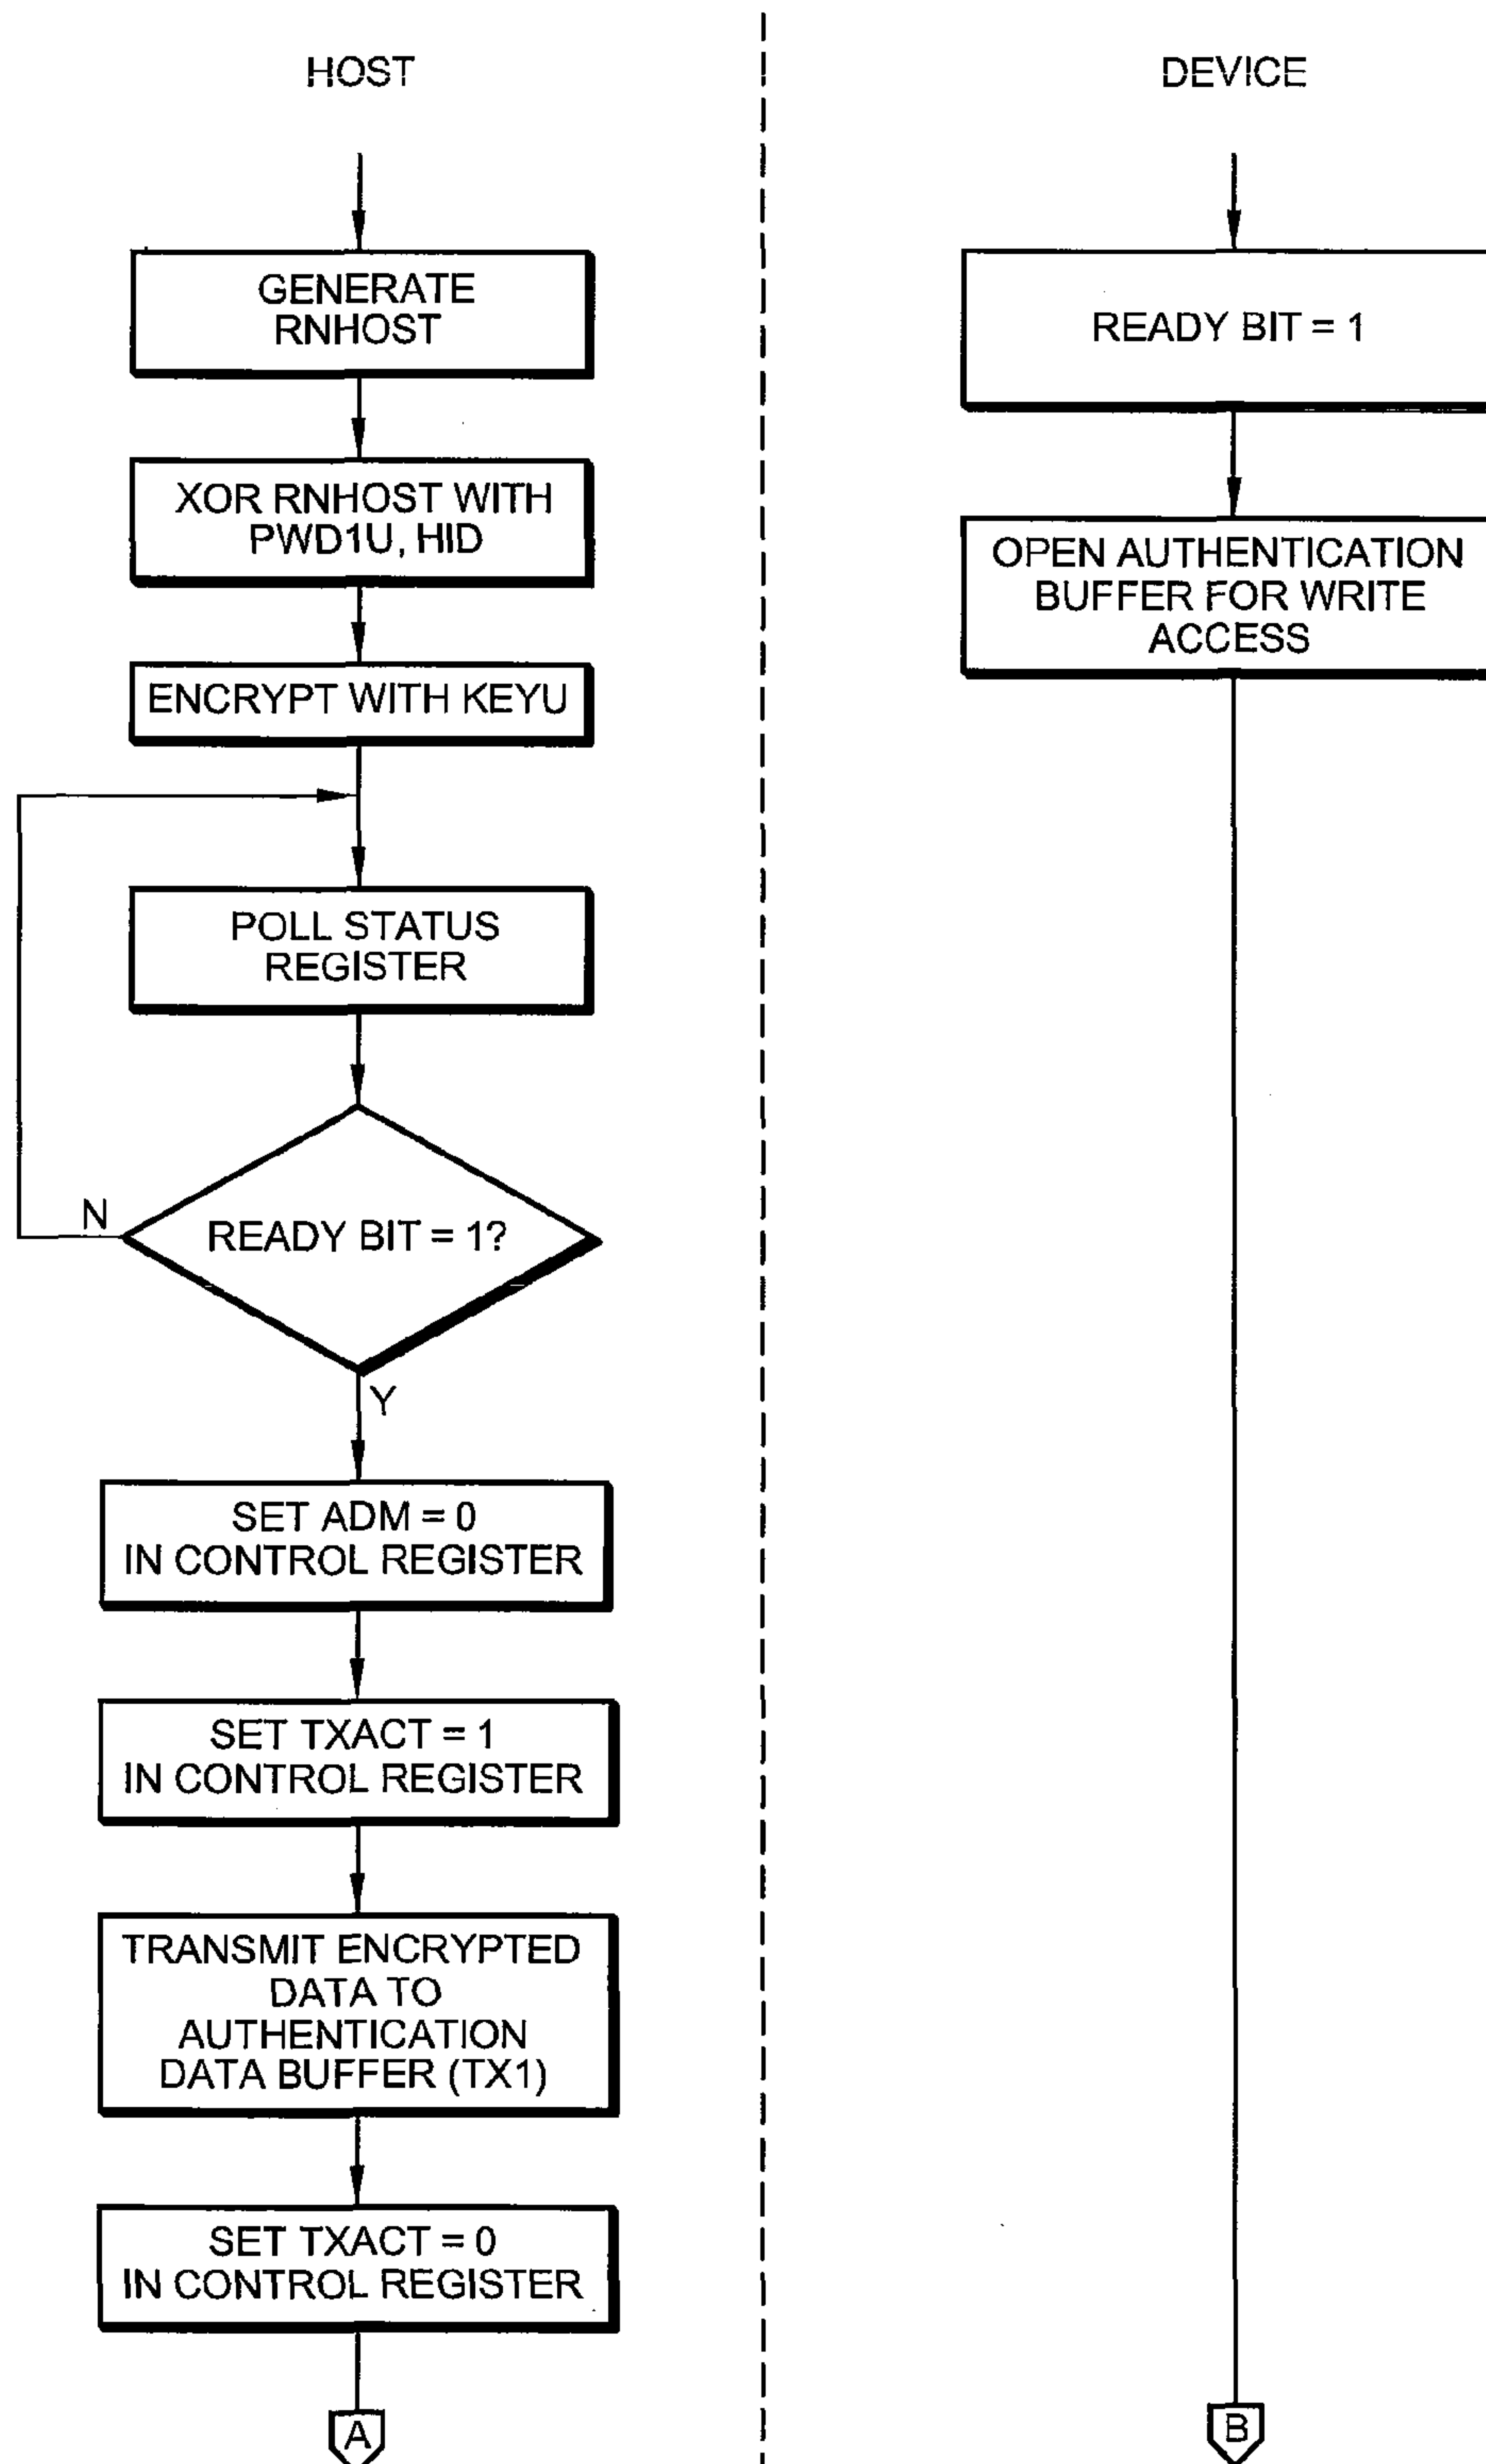 HOST
GENERATE
RNHOST
XOR RNHOST WITH
PWD1U, HID
ENCRYPT WITH KEYU
POLL STATUS
REGISTER
N
READY BIT = 1?
Y
SET ADM = 0
IN CONTROL REGISTER
SET TXACT = 1
IN CONTROL REGISTER
TRANSMIT ENCRYPTED
DATA TO
AUTHENTICATION
DATA BUFFER (TX1)
SET TXACT = 0
IN CONTROL REGISTER
A
DEVICE
READY BIT = 1
OPEN AUTHENTICATION
BUFFER FOR WRITE
ACCESS
B